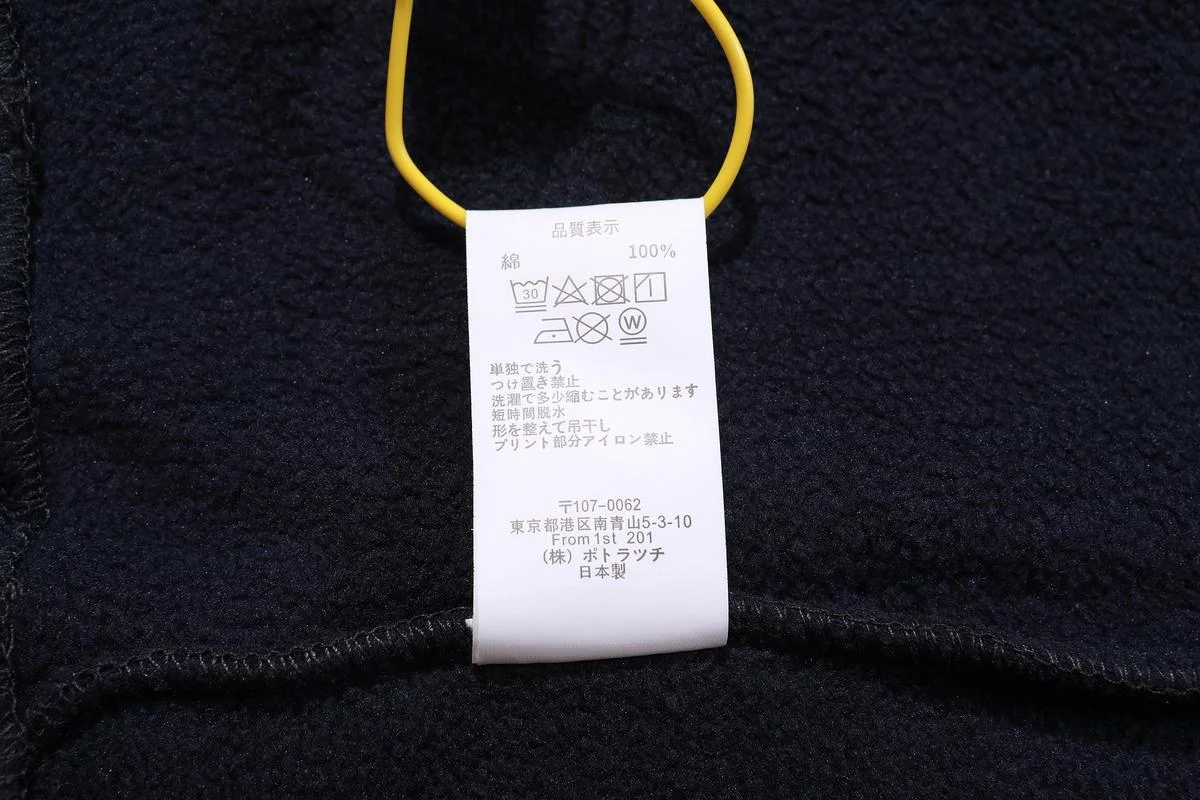 品質表示
綿 100%
30
W
単独で洗う
つけ置き禁止
洗濯で多少縮むことがあります
短時間脱水
形を整えて吊干し
プリント部分アイロン禁止
〒107-0062
東京都港区南青山5-3-10
From 1st 201
(株) ポトラツチ
日本製